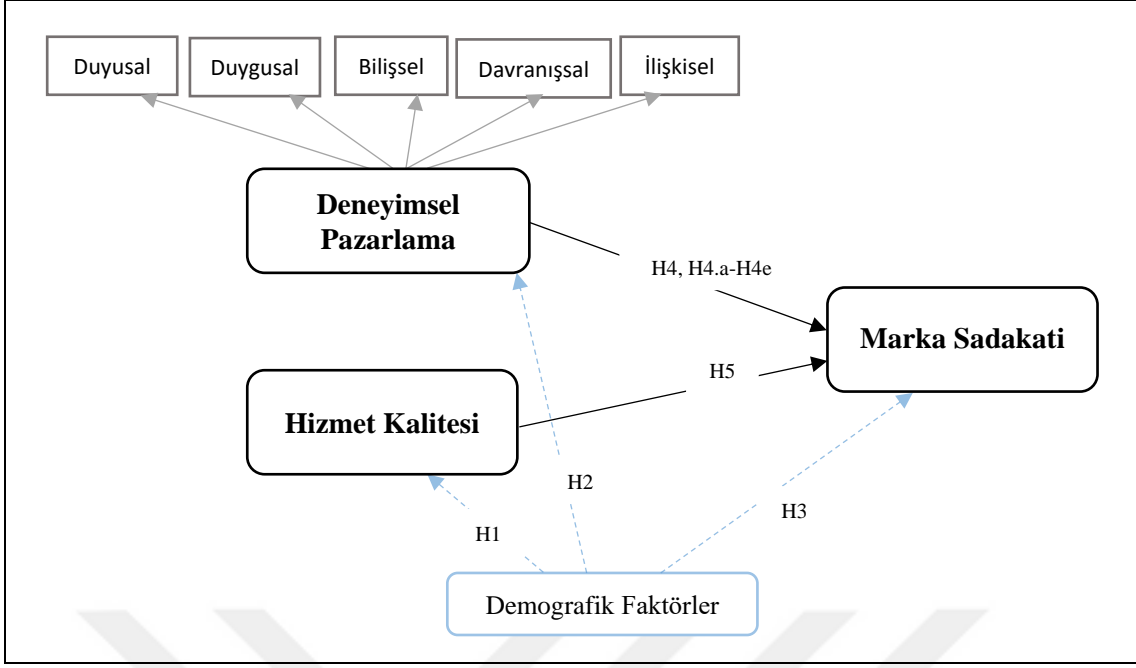 Duyusal
Duygusal
Bilişsel
Davranışsal
İlişkisel
Deneyimsel
Pazarlama
H4, H4.a-H4e
Marka Sadakati
H5
Hizmet Kalitesi
H2
H3
H1
Demografik Faktörler